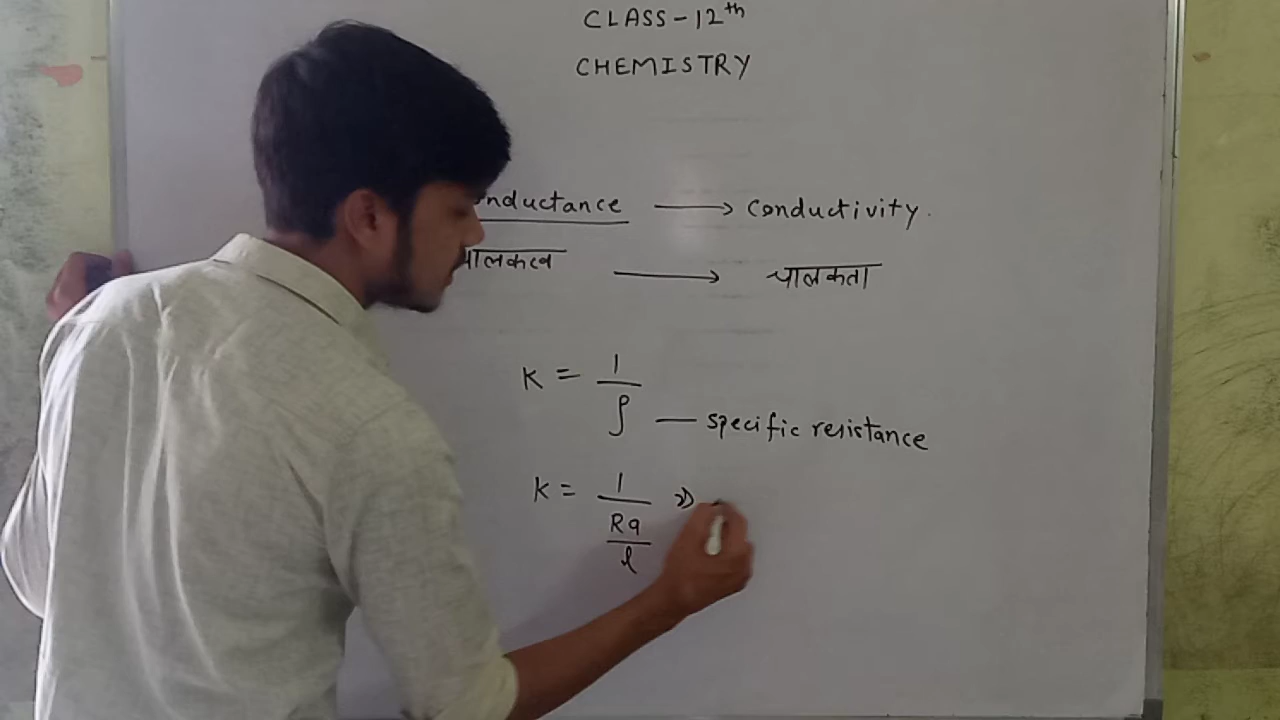 CLASS-12th
CHEMISTRY
onductance → conductivity.
ालकत्व → चालकता
K = 1/ρ — specific resistance
K = 1/(Ra/l) ⇒